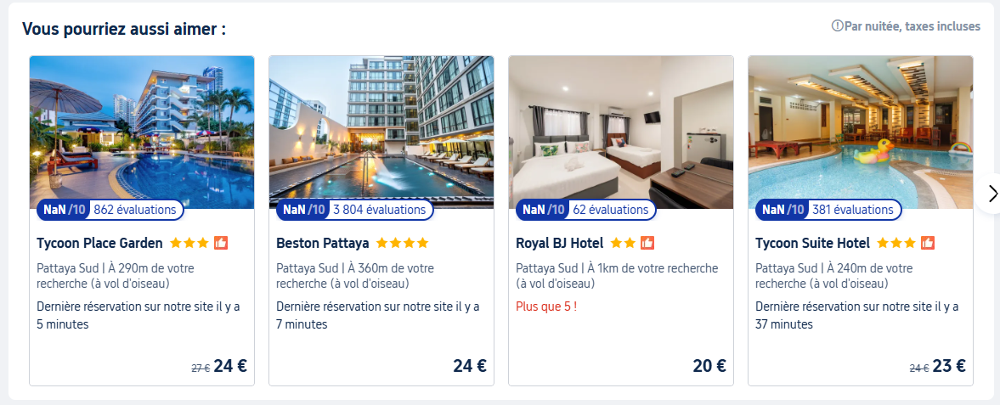 Vous pourriez aussi aimer :
Par nuitée, taxes incluses
NaN/10 862 évaluations
Tycoon Place Garden
Pattaya Sud | À 290m de votre
recherche (à vol d'oiseau)
Dernière réservation sur notre site il y a
5 minutes
27 € 24 €
NaN/10 3 804 évaluations
Beston Pattaya
Pattaya Sud | À 360m de votre
recherche (à vol d'oiseau)
Dernière réservation sur notre site il y a
7 minutes
24 €
NaN/10 62 évaluations
Royal BJ Hotel
Pattaya Sud | À 1km de votre recherche
(à vol d'oiseau)
Plus que 5 !
20 €
NaN/10 381 évaluations
Tycoon Suite Hotel
Pattaya Sud | À 240m de votre
recherche (à vol d'oiseau)
Dernière réservation sur notre site il y a
37 minutes
24 € 23 €